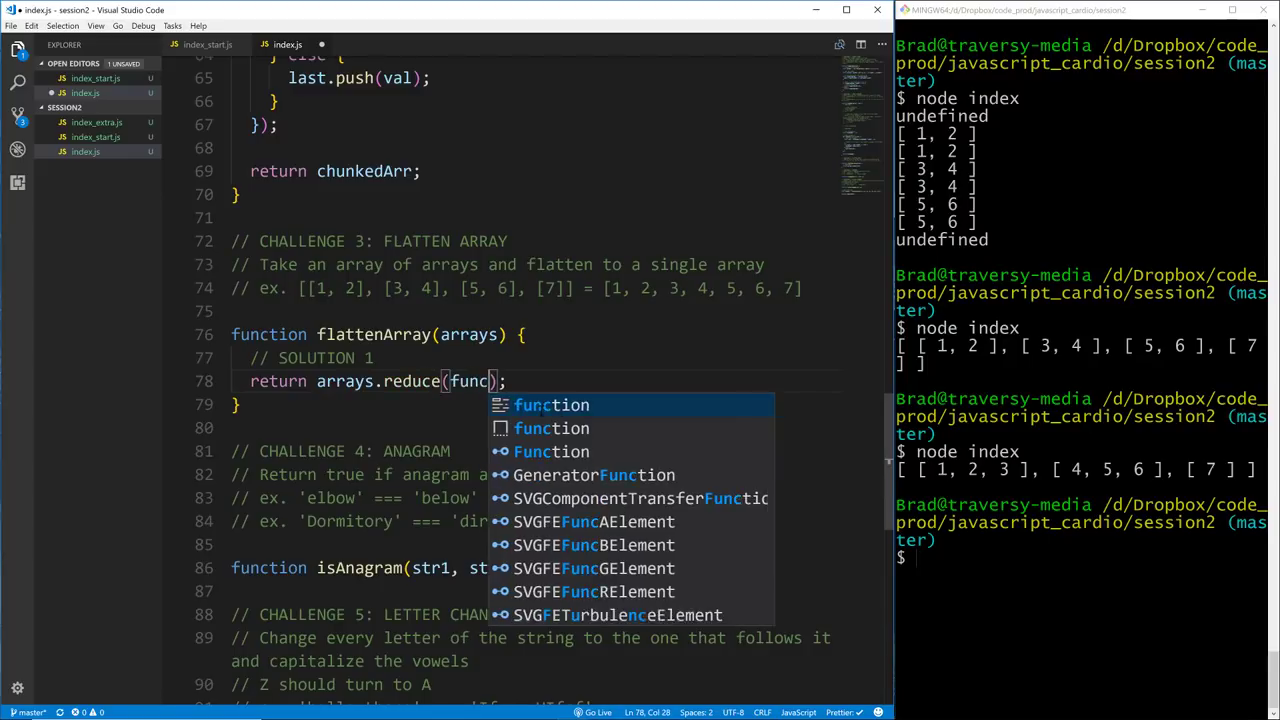 index.js - session2 - Visual Studio Code
File Edit Selection View Go Debug Tasks Help
EXPLORER
OPEN EDITORS 1 UNSAVED
index_start.js U
index.js U
SESSION2
index_extra.js U
index_start.js U
index.js U
index_start.js index.js
} else {
65 last.push(val);
66 }
67 });
68
69 return chunkedArr;
70 }
71
72 // CHALLENGE 3: FLATTEN ARRAY
73 // Take an array of arrays and flatten to a single array
74 // ex. [[1, 2], [3, 4], [5, 6], [7]] = [1, 2, 3, 4, 5, 6, 7]
75
76 function flattenArray(arrays) {
77 // SOLUTION 1
78 return arrays.reduce(func);
79 }
80
81 // CHALLENGE 4: ANAGRAM
82 // Return true if anagram a
83 // ex. 'elbow' === 'below'
84 // ex. 'Dormitory' === 'dir
85
86 function isAnagram(str1, st
87
88 // CHALLENGE 5: LETTER CHAN
89 // Change every letter of the string to the one that follows it
and capitalize the vowels
90 // Z should turn to A
function
function
Function
GeneratorFunction
SVGComponentTransferFunctio
SVGFEFuncAElement
SVGFEFuncBElement
SVGFEFuncGElement
SVGFEFuncRElement
SVGFETurbulenceElement
master* 0 0 Go Live Ln 78, Col 28 Spaces: 2 UTF-8 CRLF JavaScript Prettier: ✓
MINGW64:/d/Dropbox/code_prod/javascript_cardio/session2
Brad@traversy-media /d/Dropbox/code_
prod/javascript_cardio/session2 (mas
ter)
$ node index
undefined
[ 1, 2 ]
[ 1, 2 ]
[ 3, 4 ]
[ 3, 4 ]
[ 5, 6 ]
[ 5, 6 ]
undefined
Brad@traversy-media /d/Dropbox/code_
prod/javascript_cardio/session2 (mas
ter)
$ node index
[ [ 1, 2 ], [ 3, 4 ], [ 5, 6 ], [ 7
] ]
Brad@traversy-media /d/Dropbox/code_
prod/javascript_cardio/session2 (mas
ter)
$ node index
[ [ 1, 2, 3 ], [ 4, 5, 6 ], [ 7 ] ]
Brad@traversy-media /d/Dropbox/code_
prod/javascript_cardio/session2 (mas
ter)
$